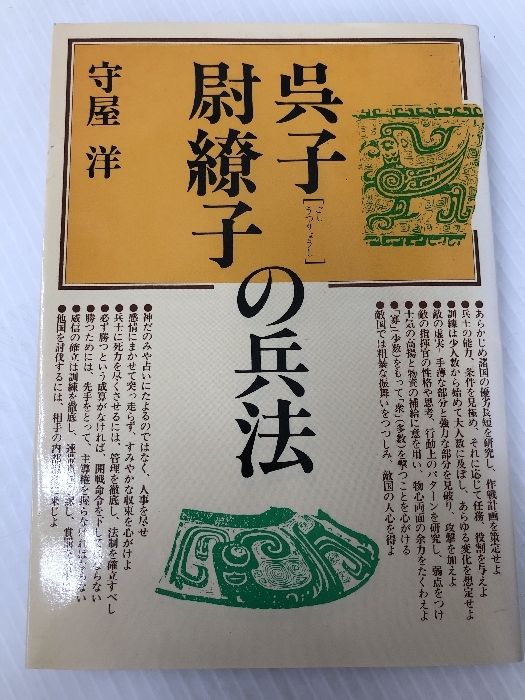 呉子
尉繚子
[ごし
うつりょうし]
の兵法
守屋 洋
●あらかじめ諸国の優劣長短を研究し、作戦計画を策定せよ
●兵士の能力、条件を見極め、それに応じて任務、役割を与えよ
●訓練は少人数から始めて大人数に及ぼし、あらゆる変化を想定せよ
●敵の虚実―手薄な部分と強力な部分を見破り、攻撃を加えよ
●敵の指揮官の性格や思考、行動上のパターンを研究し、弱点をつけ
●士気の高揚と物資の補給に意を用い、物心両面の余力をたくわえよ
●「寡」(少数)をもって「衆」(多数)を撃つことを心がける
●敵国では粗暴な振舞いをつつしみ、敵国の人心を得よ
●神だのみや占いにたよるのではなく、人事を尽せ
●感情にまかせて突っ走らず、すみやかな収束を心がけよ
●兵士に死力を尽くさせるには、管理を徹底し、法制を確立すべし
●必ず勝つという成算がなければ、開戦命令を下してはならない
●勝つためには、先手をとって、主導権を握らなければならない
●威信の確立は訓練を徹底し、
●他国を討伐するには、相手の内部